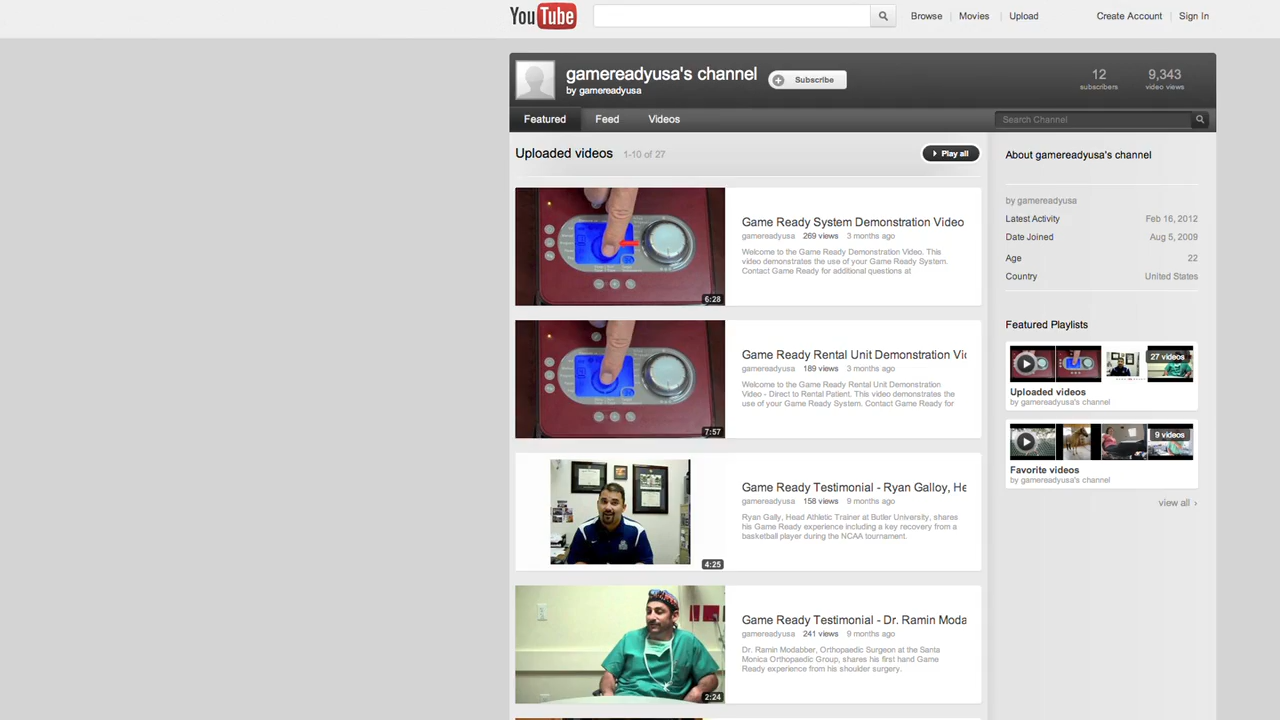 YouTube
Browse
Movies
Upload
Create Account
Sign In
gamereadyusa's channel
by gamereadyusa
Subscribe
12
subscribers
9,343
video views
Featured
Feed
Videos
Search Channel
Uploaded videos
1-10 of 27
Play all
Game Ready System Demonstration Video
gamereadyusa 269 views 3 months ago
Welcome to the Game Ready Demonstration Video. This
video demonstrates the use of your Game Ready System.
Contact Game Ready for additional questions at
6:28
Game Ready Rental Unit Demonstration Vi
gamereadyusa 189 views 3 months ago
Welcome to the Game Ready Rental Unit Demonstration
Video - Direct to Rental Patient. This video demonstrates the
use of your Game Ready System. Contact Game Ready for
7:57
Game Ready Testimonial - Ryan Galloy, He
gamereadyusa 158 views 9 months ago
Ryan Gally, Head Athletic Trainer at Butler University, shares
his Game Ready experience including a key recovery from a
basketball player during the NCAA tournament.
4:25
Game Ready Testimonial - Dr. Ramin Moda
gamereadyusa 241 views 9 months ago
Dr. Ramin Modabber, Orthopaedic Surgeon at the Santa
Monica Orthopaedic Group, shares his first hand Game
Ready experience from his shoulder surgery.
2:24
About gamereadyusa's channel
by gamereadyusa
Latest Activity Feb 16, 2012
Date Joined Aug 5, 2009
Age 22
Country United States
Featured Playlists
27 videos
Uploaded videos
by gamereadyusa's channel
9 videos
Favorite videos
by gamereadyusa's channel
view all ›